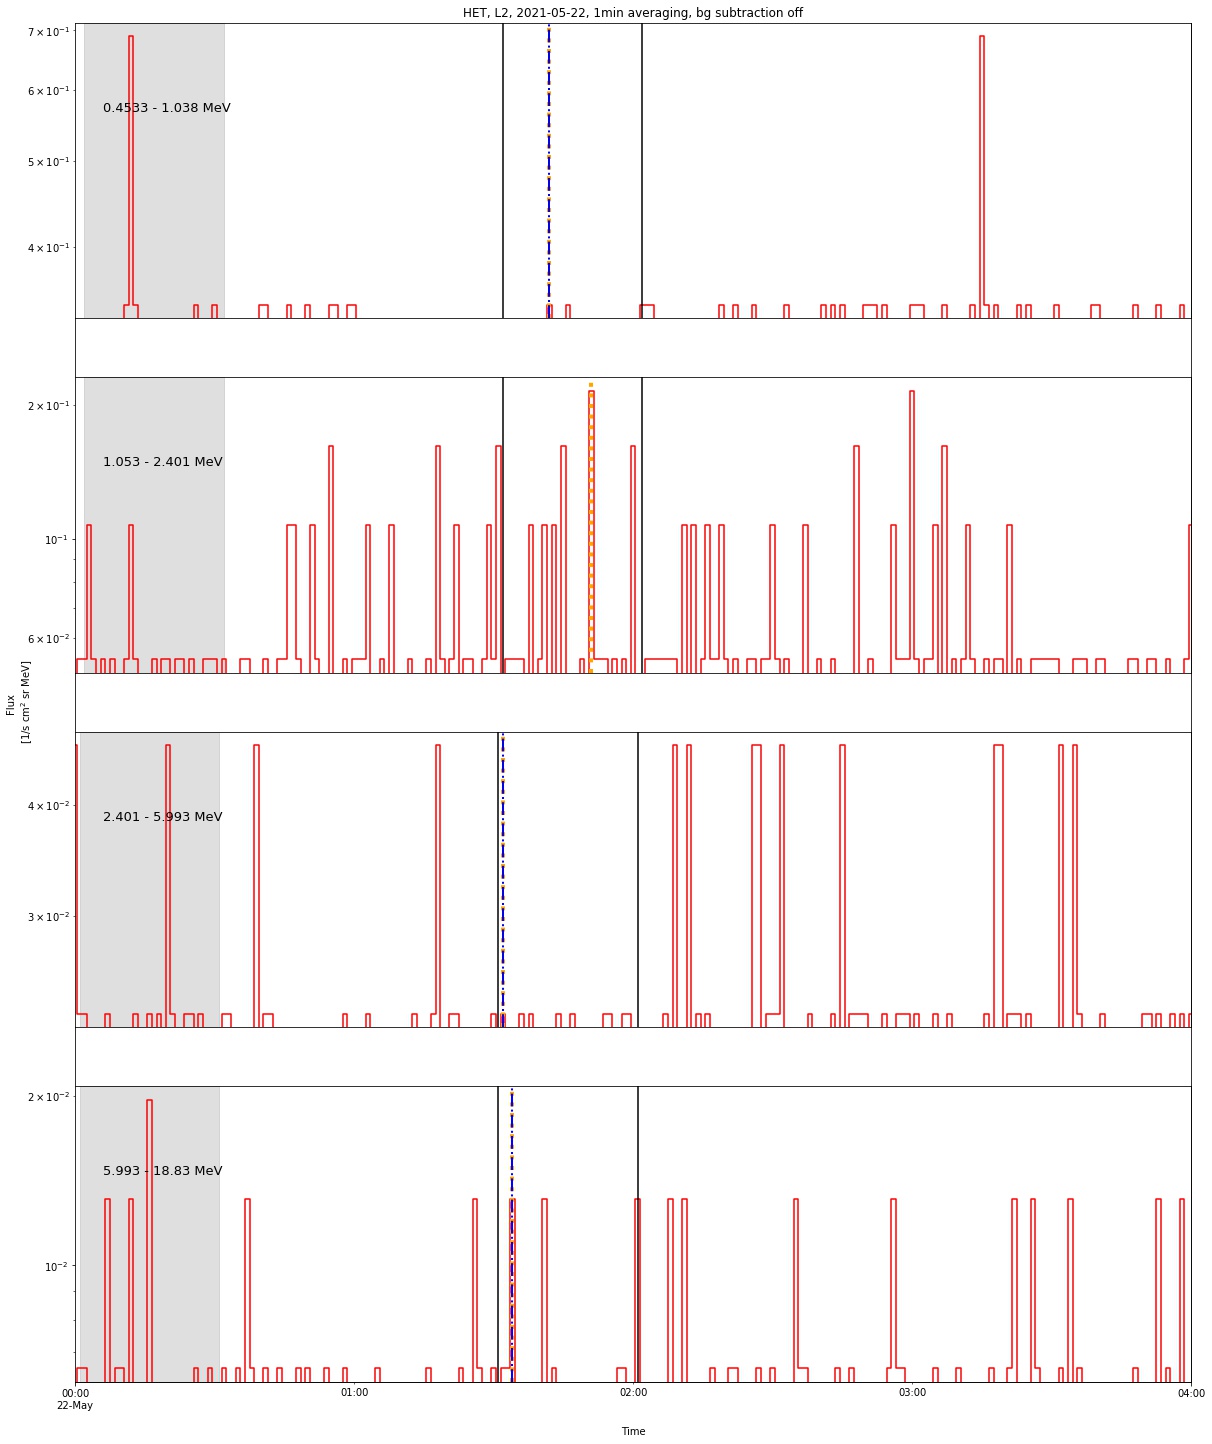 HET, L2, 2021-05-22, 1min averaging, bg subtraction off
7 × 10⁻¹
6 × 10⁻¹
0.4533 - 1.038 MeV
5 × 10⁻¹
4 × 10⁻¹
2 × 10⁻¹
1.053 - 2.401 MeV
10⁻¹
6 × 10⁻²
Flux
[1/s cm² sr MeV]
4 × 10⁻²
2.401 - 5.993 MeV
3 × 10⁻²
2 × 10⁻²
5.993 - 18.83 MeV
10⁻²
00:00 01:00 02:00 03:00 04:00
22-May
Time